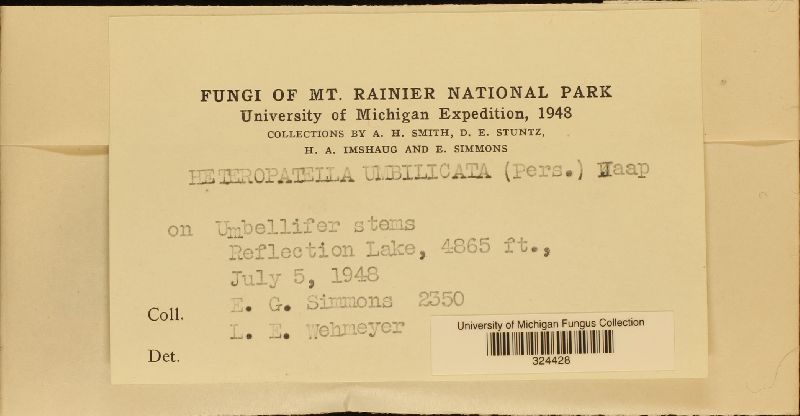 FUNGI OF MT. RAINIER NATIONAL PARK
University of Michigan Expedition, 1948
COLLECTIONS BY A. H. SMITH, D. E. STUNTZ,
H. A. IMSHAUG AND E. SIMMONS
HETEROPATELLA UMBILICATA (Pers.) Jaap
on Umbellifer stems
Reflection Lake, 4865 ft.,
July 5, 1948
Coll. E. G. Simmons 2350
Det. L. E. Wehmeyer
University of Michigan Fungus Collection
324428